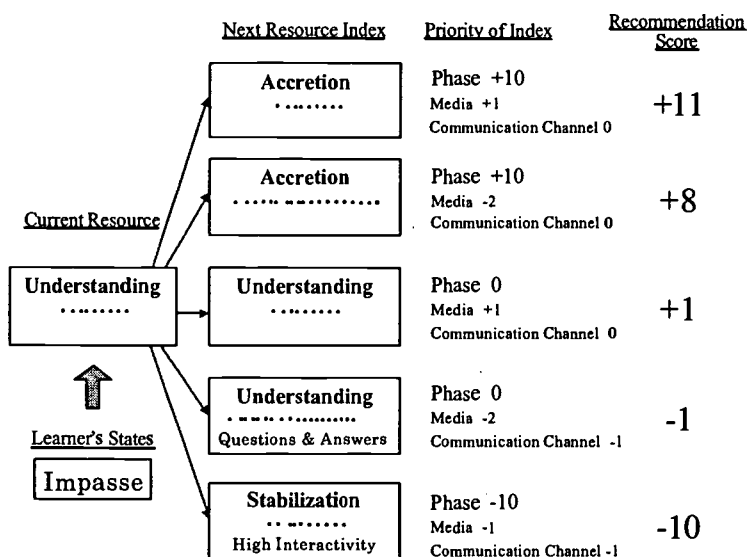 Next Resource Index
Priority of Index
Recommendation
Score
Accretion
Phase +10
Media +1
Communication Channel 0
+11
Accretion
Phase +10
Media -2
Communication Channel 0
+8
Current Resource
Understanding
Understanding
Phase 0
Media +1
Communication Channel 0
+1
Understanding
Questions & Answers
Phase 0
Media -2
Communication Channel -1
-1
Learner's States
Impasse
Stabilization
High Interactivity
Phase -10
Media -1
Communication Channel -1
-10